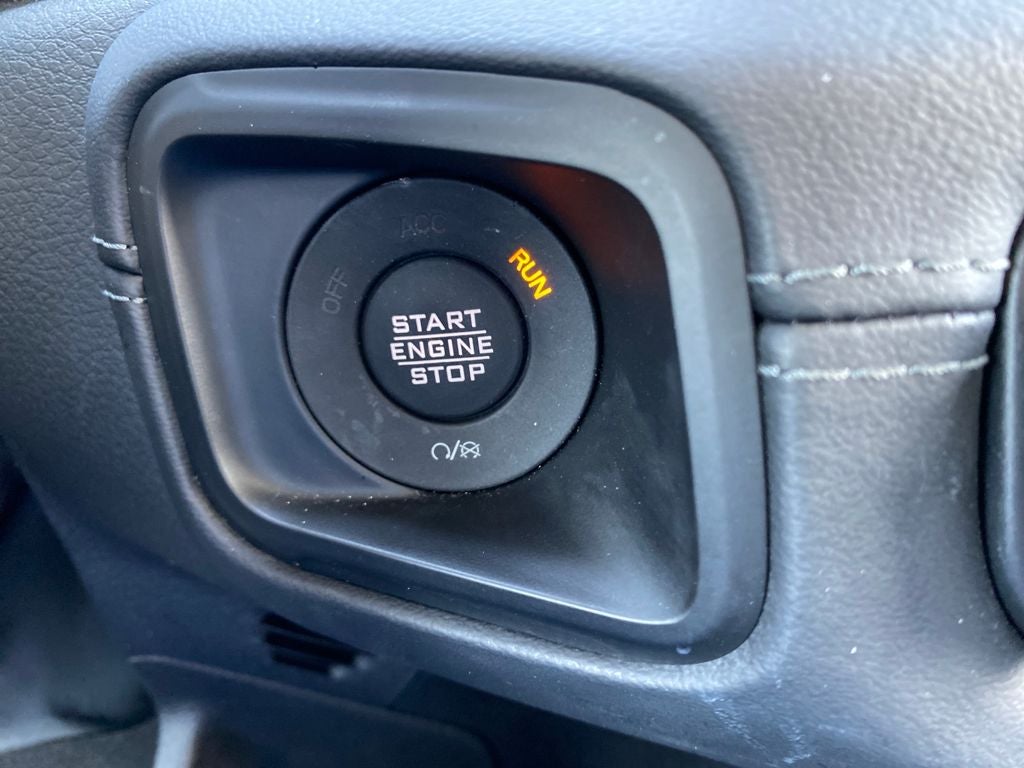 ACC
RUN
OFF
START
ENGINE
STOP